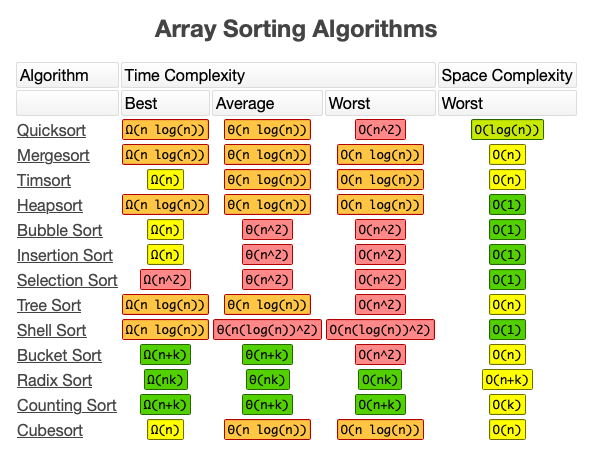 Array Sorting Algorithms
Algorithm Time Complexity Space Complexity
Best Average Worst Worst
Quicksort Ω(n log(n)) θ(n log(n)) O(n^2) O(log(n))
Mergesort Ω(n log(n)) θ(n log(n)) O(n log(n)) O(n)
Timsort Ω(n) θ(n log(n)) O(n log(n)) O(n)
Heapsort Ω(n log(n)) θ(n log(n)) O(n log(n)) O(1)
Bubble Sort Ω(n) θ(n^2) O(n^2) O(1)
Insertion Sort Ω(n) θ(n^2) O(n^2) O(1)
Selection Sort Ω(n^2) θ(n^2) O(n^2) O(1)
Tree Sort Ω(n log(n)) θ(n log(n)) O(n^2) O(n)
Shell Sort Ω(n log(n)) θ(n(log(n))^2) O(n(log(n))^2) O(1)
Bucket Sort Ω(n+k) θ(n+k) O(n^2) O(n)
Radix Sort Ω(nk) θ(nk) O(nk) O(n+k)
Counting Sort Ω(n+k) θ(n+k) O(n+k) O(k)
Cubesort Ω(n) θ(n log(n)) O(n log(n)) O(n)